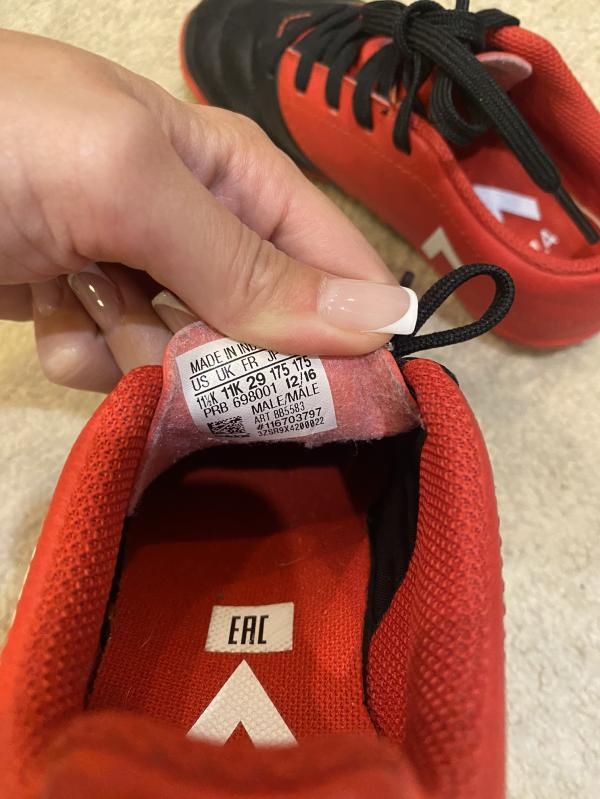 MADE IN
US UK FR JP
11½K 11K 29 175 175
PRB 698001 12/16
MALE/MALE
ART BB5583
#116703797
3ZSR9X4200022
EAC